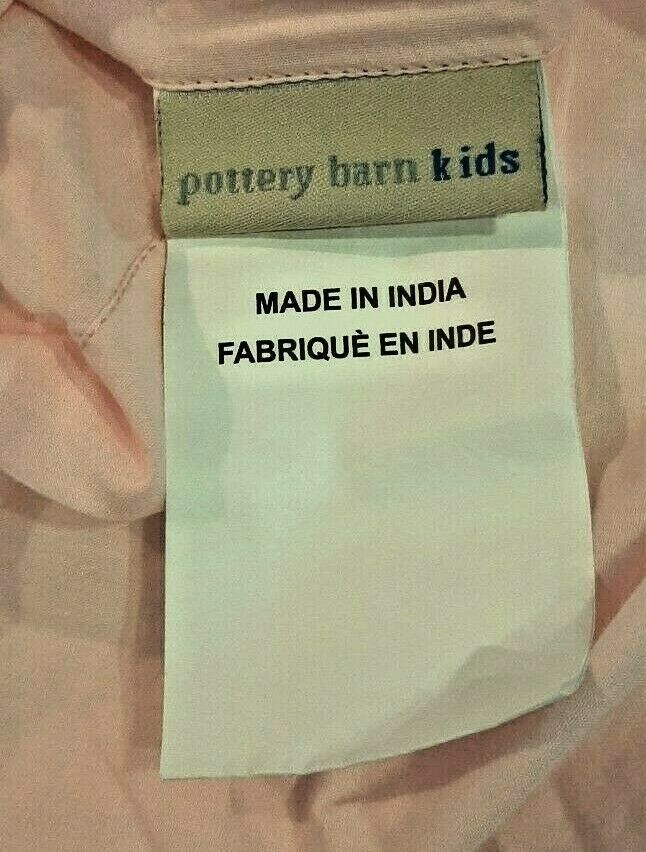 pottery barn kids
MADE IN INDIA
FABRIQUÈ EN INDE